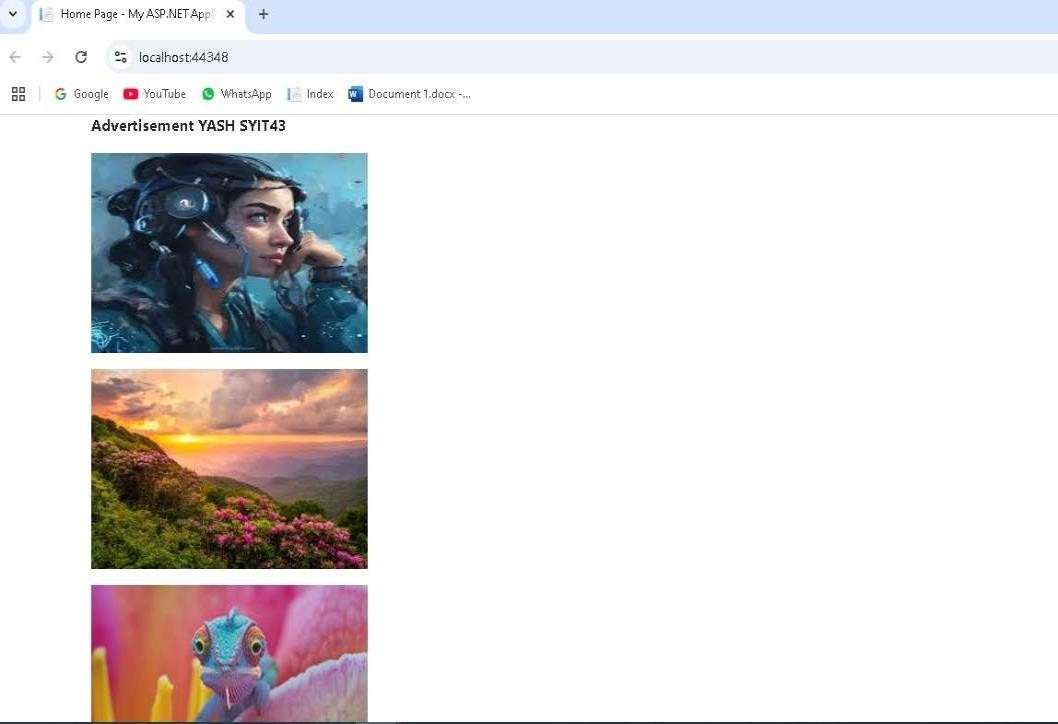 Home Page - My ASP.NET Appl
localhost:44348
Google
YouTube
WhatsApp
Index
Document 1.docx -...
Advertisement YASH SYIT43